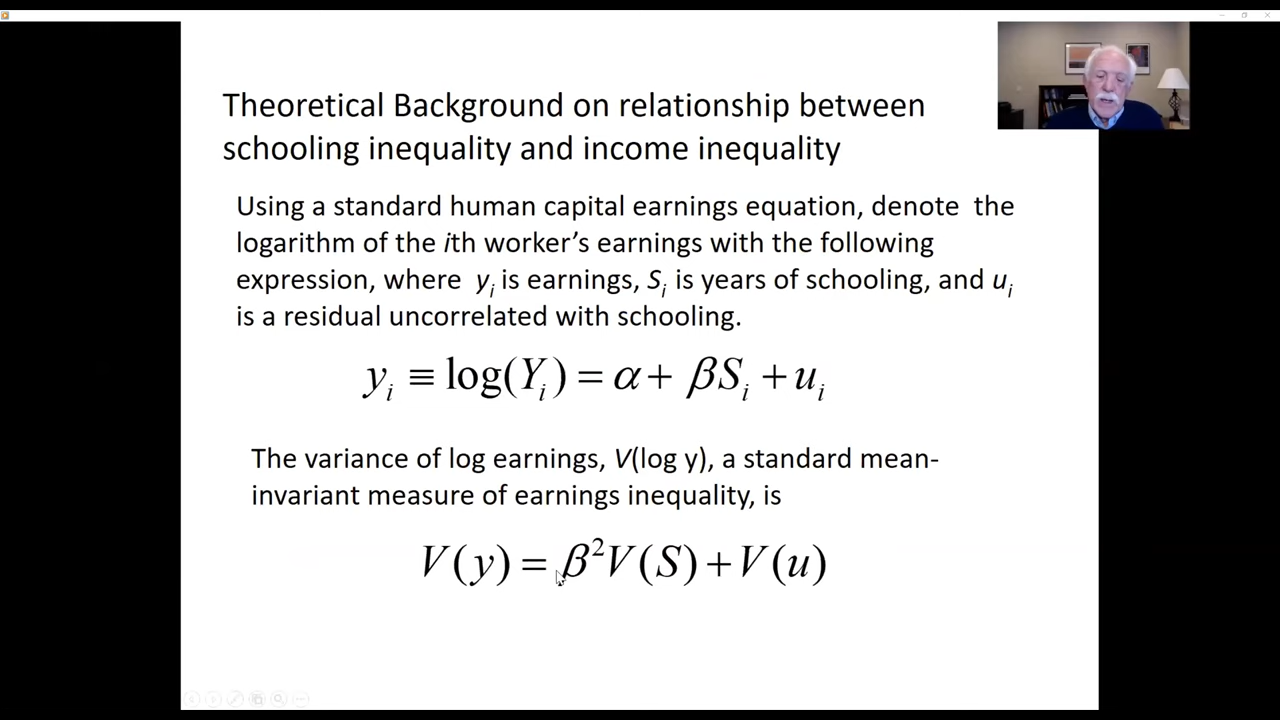 Theoretical Background on relationship between
schooling inequality and income inequality
Using a standard human capital earnings equation, denote the
logarithm of the ith worker’s earnings with the following
expression, where yᵢ is earnings, Sᵢ is years of schooling, and uᵢ
is a residual uncorrelated with schooling.
yᵢ ≡ log(Yᵢ) = α + βSᵢ + uᵢ
The variance of log earnings, V(log y), a standard mean-
invariant measure of earnings inequality, is
V(y) = β²V(S) + V(u)